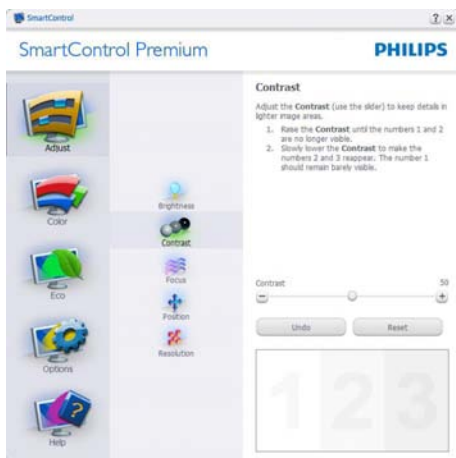 SmartControl
SmartControl Premium
PHILIPS
Adjust
Color
Eco
Options
Help
Brightness
Contrast
Focus
Position
Resolution
Contrast
Adjust the Contrast (use the slider) to keep details in
lighter image areas.
1. Raise the Contrast until the numbers 1 and 2
are no longer visible.
2. Slowly lower the Contrast to make the
numbers 2 and 3 reappear. The number 1
should remain barely visible.
Contrast 50
Undo Reset
1 2 3